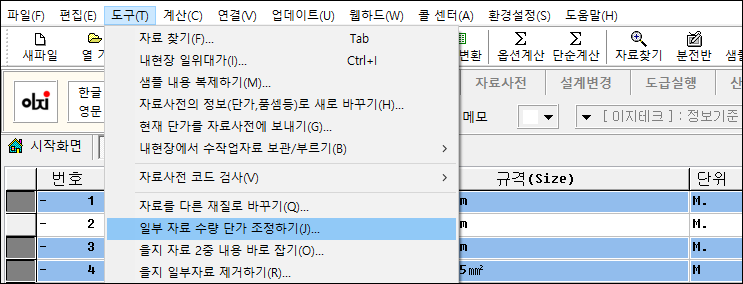 파일(F) 편집(E) 도구(T) 계산(C) 연결(V) 업데이트(U) 웹하드(W) 콜 센터(A) 환경설정(S) 도움말(H)
새파일 열 변환 옵션계산 단순계산 자료찾기 분전반 샘플
자료 찾기(F)... Tab
내현장 일위대가(I)... Ctrl+I
샘플 내용 복제하기(M)...
자료사전의 정보(단가,품셈등)로 새로 바꾸기(H)...
현재 단가를 자료사전에 보내기(G)...
내현장에서 수작업자료 보관/부르기(B)
자료사전 코드 검사(V)
자료를 다른 재질로 바꾸기(Q)...
일부 자료 수량 단가 조정하기(J)...
을지 자료 2중 내용 바로 잡기(O)...
을지 일부자료 제거하기(R)...
자료사전 설계변경 도급실행
한글
영문
메모 [ 이지테크 ] : 정보기준
시작화면
번호 규격(Size) 단위
1 m M.
2 m M.
3 m M.
4 5㎟ M